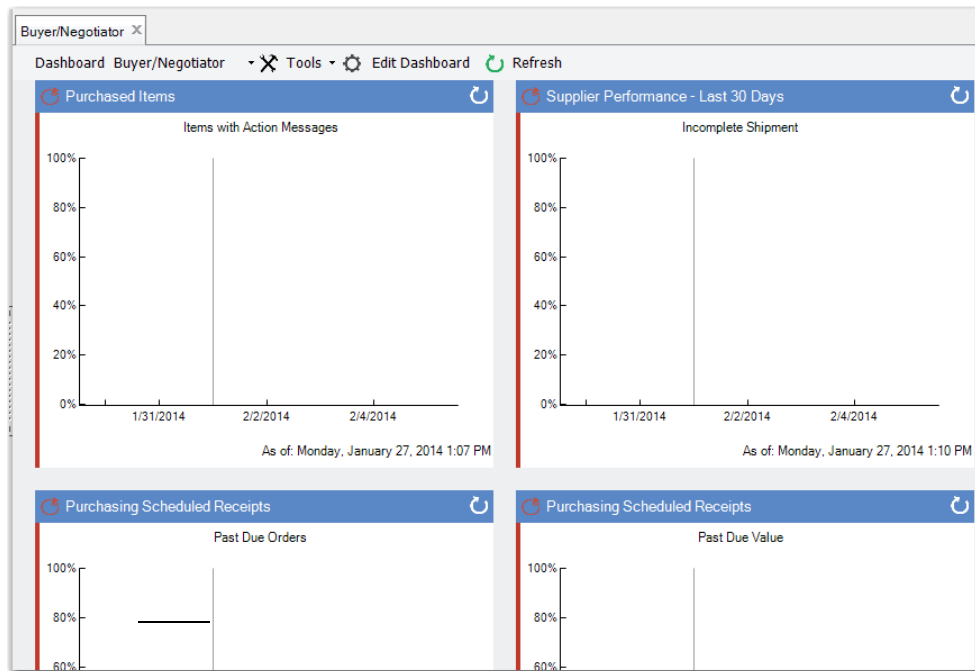 Buyer/Negotiator X
Dashboard Buyer/Negotiator Tools Edit Dashboard Refresh
Purchased Items
Items with Action Messages
100%
80%
60%
40%
20%
0%
1/31/2014 2/2/2014 2/4/2014
As of: Monday, January 27, 2014 1:07 PM
Supplier Performance - Last 30 Days
Incomplete Shipment
100%
80%
60%
40%
20%
0%
1/31/2014 2/2/2014 2/4/2014
As of: Monday, January 27, 2014 1:10 PM
Purchasing Scheduled Receipts
Past Due Orders
100%
80%
60%
Purchasing Scheduled Receipts
Past Due Value
100%
80%
60%